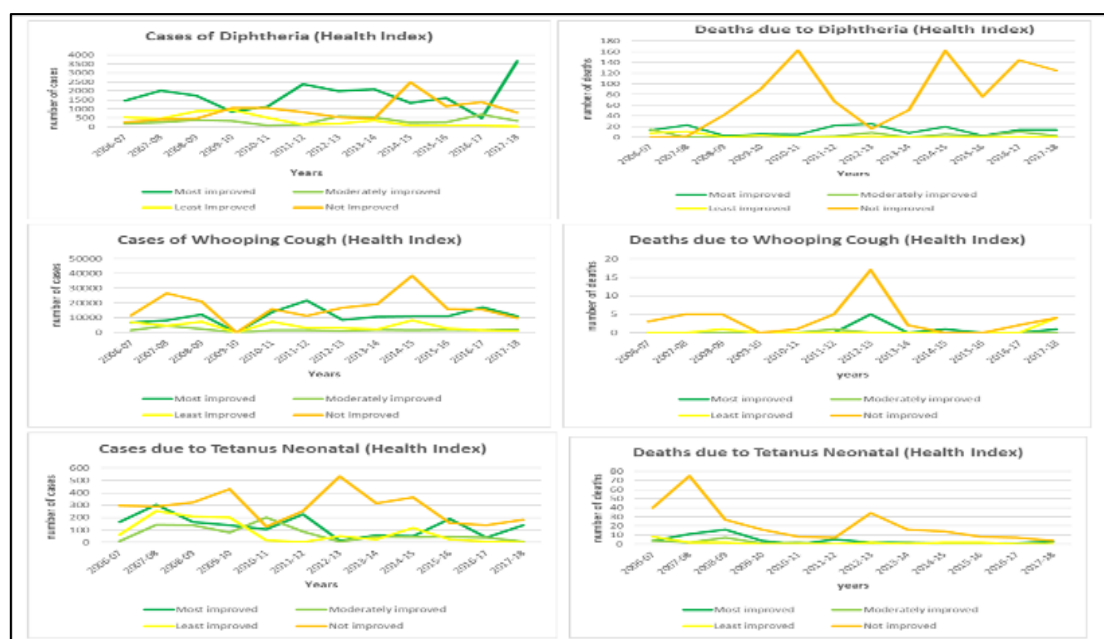 Cases of Diphtheria (Health Index)
number of cases
4000
3500
3000
2500
2000
1500
1000
500
0
2006-07
2007-08
2008-09
2009-10
2010-11
2011-12
2012-13
2013-14
2014-15
2015-16
2016-17
2017-18
Years
Most improved
Moderately improved
Least Improved
Not Improved
Deaths due to Diphtheria (Health Index)
number of deaths
180
160
140
120
100
80
60
40
20
0
2006-07
2007-08
2008-09
2009-10
2010-11
2011-12
2012-13
2013-14
2014-15
2015-16
2016-17
2017-18
Years
Most improved
Moderately improved
Least improved
Not improved
Cases of Whooping Cough (Health Index)
number of cases
50000
40000
30000
20000
10000
0
2006-07
2007-08
2008-09
2009-10
2010-11
2011-12
2012-13
2013-14
2014-15
2015-16
2016-17
2017-18
Years
Most improved
Moderately improved
Least Improved
Not Improved
Deaths due to Whooping Cough (Health Index)
number of deaths
20
15
10
5
0
2006-07
2007-08
2008-09
2009-10
2010-11
2011-12
2012-13
2013-14
2014-15
2015-16
2016-17
2017-18
years
Most improved
Moderately improved
Least improved
Not improved
Cases due to Tetanus Neonatal (Health Index)
number of cases
600
500
400
300
200
100
0
2006-07
2007-08
2008-09
2009-10
2010-11
2011-12
2012-13
2013-14
2014-15
2015-16
2016-17
2017-18
Years
Most improved
Moderately improved
Least improved
Not improved
Deaths due to Tetanus Neonatal (Health Index)
number of deaths
80
70
60
50
40
30
20
10
0
2006-07
2007-08
2008-09
2009-10
2010-11
2011-12
2012-13
2013-14
2014-15
2015-16
2016-17
2017-18
years
Most improved
Moderately improved
Least improved
Not improved